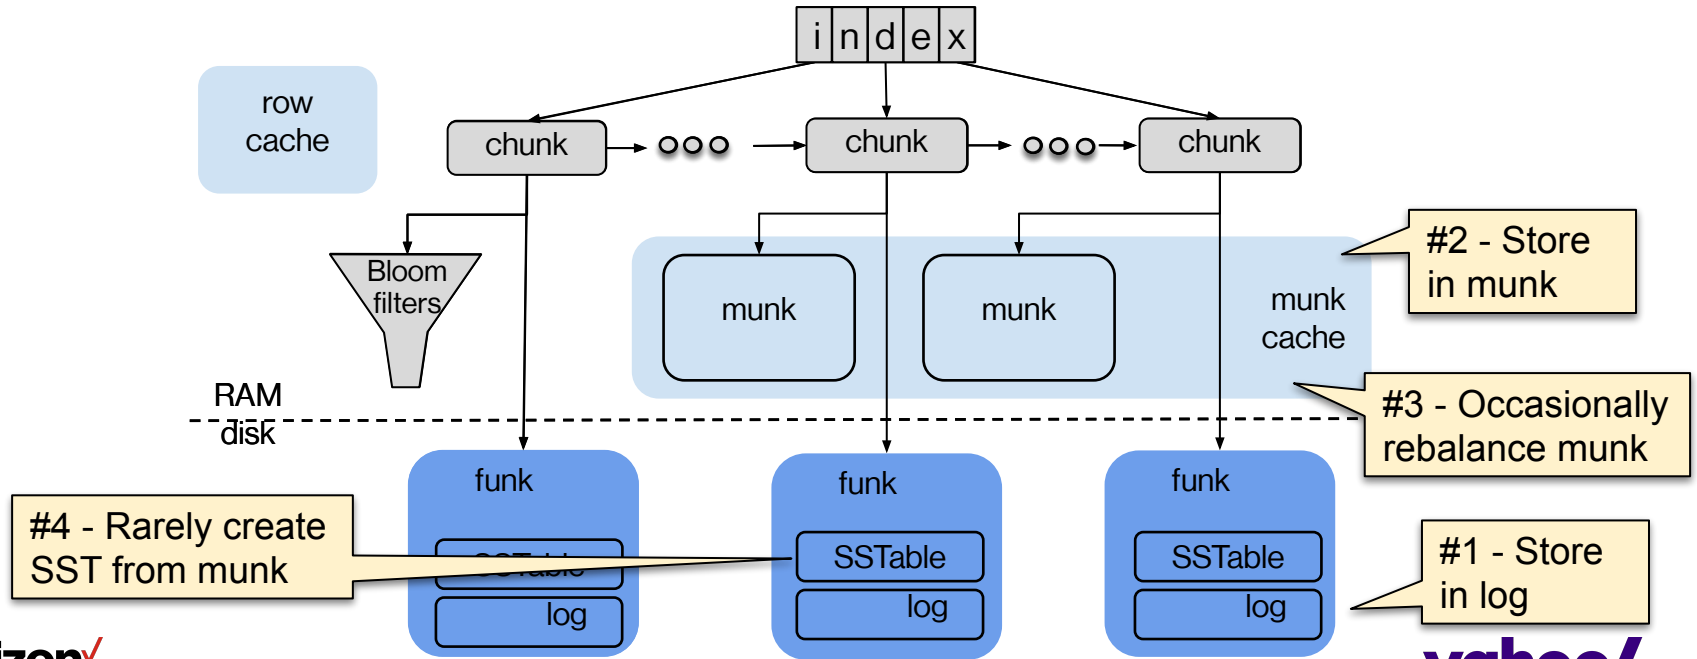 index
row
cache
chunk
chunk
chunk
#2 - Store
in munk
Bloom
filters
munk
munk
munk
cache
RAM
disk
#3 - Occasionally
rebalance munk
funk
funk
funk
#4 - Rarely create
SST from munk
SSTable
SSTable
SSTable
#1 - Store
in log
log
log
log